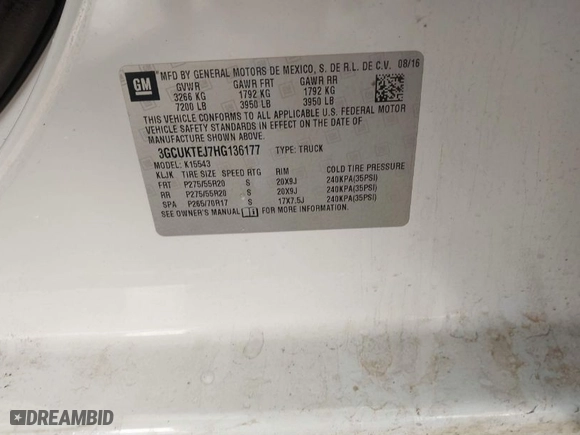 GM
MFD BY GENERAL MOTORS DE MEXICO, S. DE R.L. DE C.V. 08/16
GVWR GAWR FRT GAWR RR
3266 KG 1792 KG 1792 KG
7200 LB 3950 LB 3950 LB
THIS VEHICLE CONFORMS TO ALL APPLICABLE U.S. FEDERAL MOTOR
VEHICLE SAFETY STANDARDS IN EFFECT ON THE DATE OF
MANUFACTURE SHOWN ABOVE.
3GCUKTEJ7HG136177 TYPE: TRUCK
MODEL: K15543
KLJK TIRE SIZE SPEED RTG RIM COLD TIRE PRESSURE
FRT P275/55R20 S 20X9J 240KPA(35PSI)
RR P275/55R20 S 20X9J 240KPA(35PSI)
SPA P265/70R17 S 17X7.5J 240KPA(35PSI)
SEE OWNER'S MANUAL FOR MORE INFORMATION.
DREAMBID